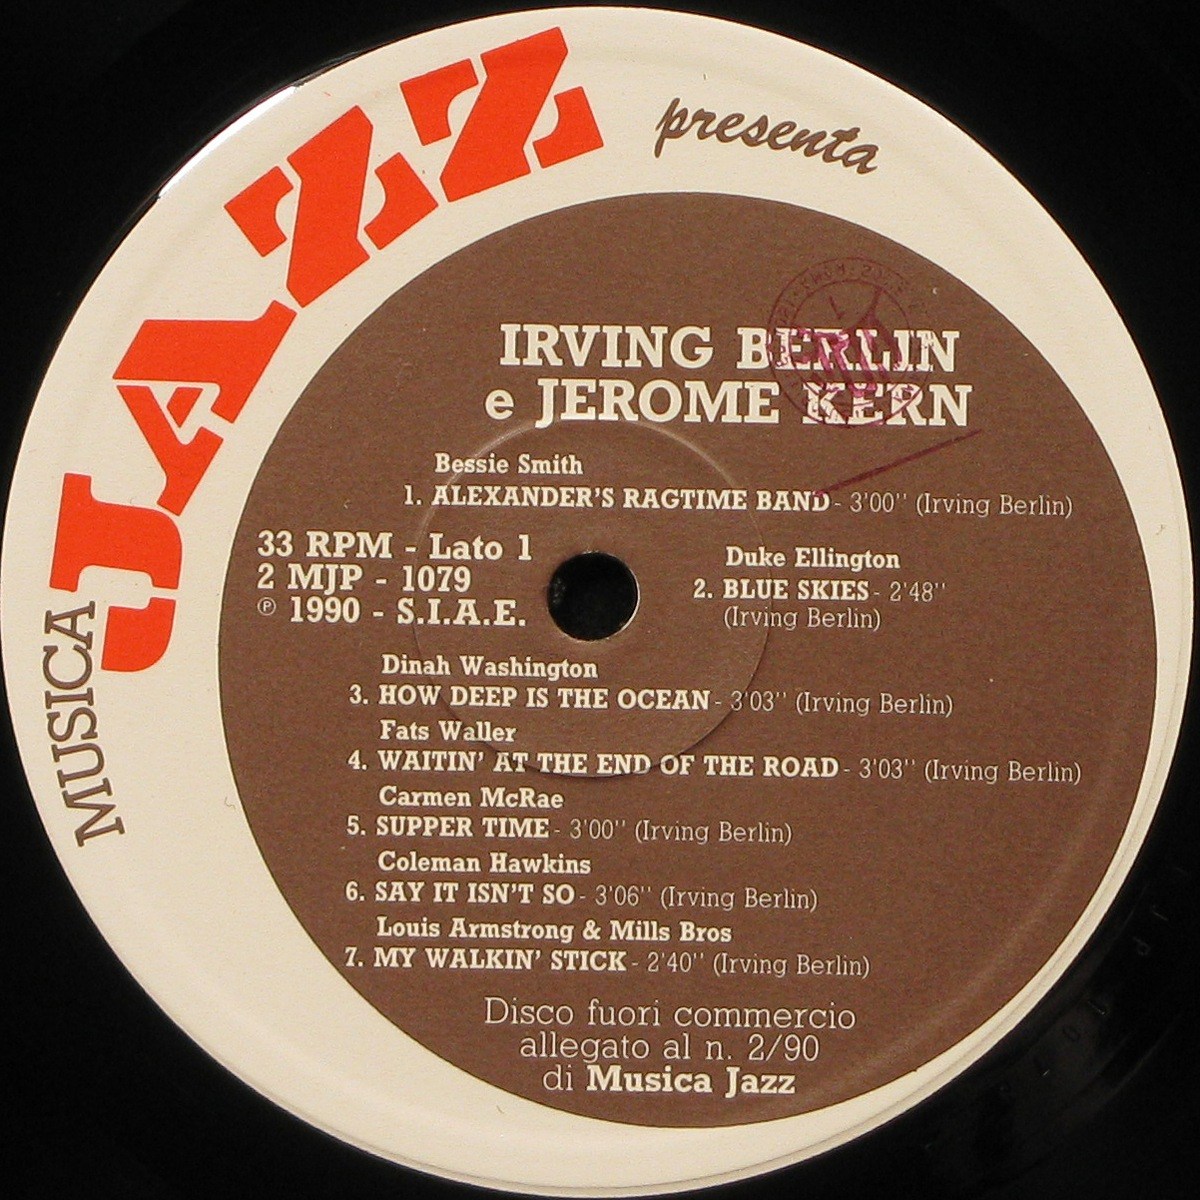 MUSICA JAZZ
presenta
IRVING BERLIN
e JEROME KERN
Bessie Smith
1. ALEXANDER'S RAGTIME BAND - 3'00'' (Irving Berlin)
33 RPM - Lato 1
2 MJP - 1079
℗ 1990 - S.I.A.E.
Duke Ellington
2. BLUE SKIES - 2'48''
(Irving Berlin)
Dinah Washington
3. HOW DEEP IS THE OCEAN - 3'03'' (Irving Berlin)
Fats Waller
4. WAITIN' AT THE END OF THE ROAD - 3'03'' (Irving Berlin)
Carmen McRae
5. SUPPER TIME - 3'00'' (Irving Berlin)
Coleman Hawkins
6. SAY IT ISN'T SO - 3'06'' (Irving Berlin)
Louis Armstrong & Mills Bros
7. MY WALKIN' STICK - 2'40'' (Irving Berlin)
Disco fuori commercio
allegato al n. 2/90
di Musica Jazz